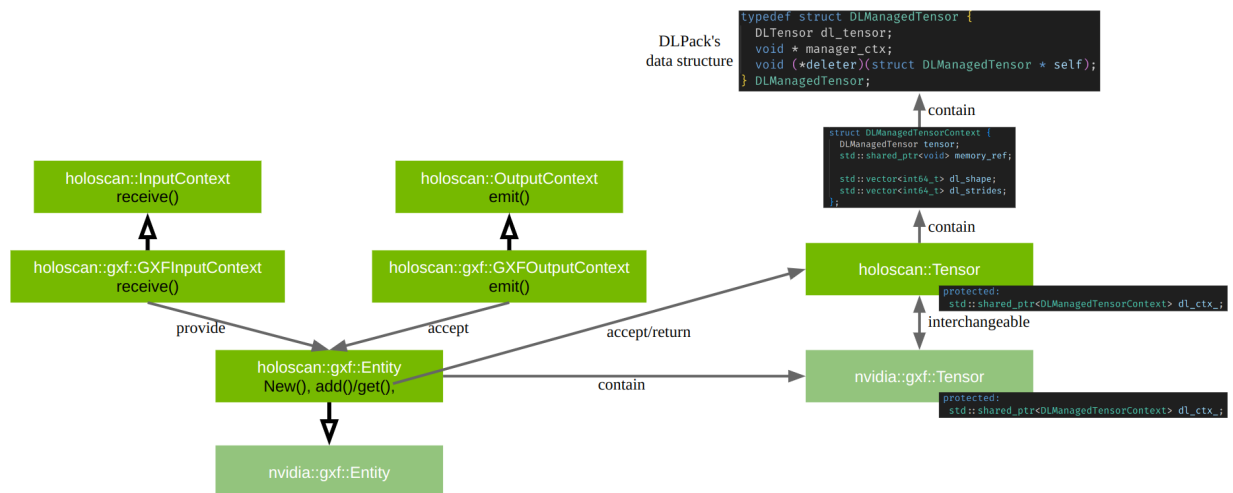 DLPack's
data structure
typedef struct DLManagedTensor {
DLTensor dl_tensor;
void * manager_ctx;
void (*deleter)(struct DLManagedTensor * self);
} DLManagedTensor;
contain
struct DLManagedTensorContext {
DLManagedTensor tensor;
std::shared_ptr<void> memory_ref;
std::vector<int64_t> dl_shape;
std::vector<int64_t> dl_strides;
};
contain
holoscan::InputContext
receive()
holoscan::OutputContext
emit()
holoscan::gxf::GXFInputContext
receive()
holoscan::gxf::GXFOutputContext
emit()
holoscan::Tensor
protected:
std::shared_ptr<DLManagedTensorContext> dl_ctx_;
provide
accept
accept/return
interchangeable
holoscan::gxf::Entity
New(), add()/get(),
contain
nvidia::gxf::Tensor
protected:
std::shared_ptr<DLManagedTensorContext> dl_ctx_;
nvidia::gxf::Entity